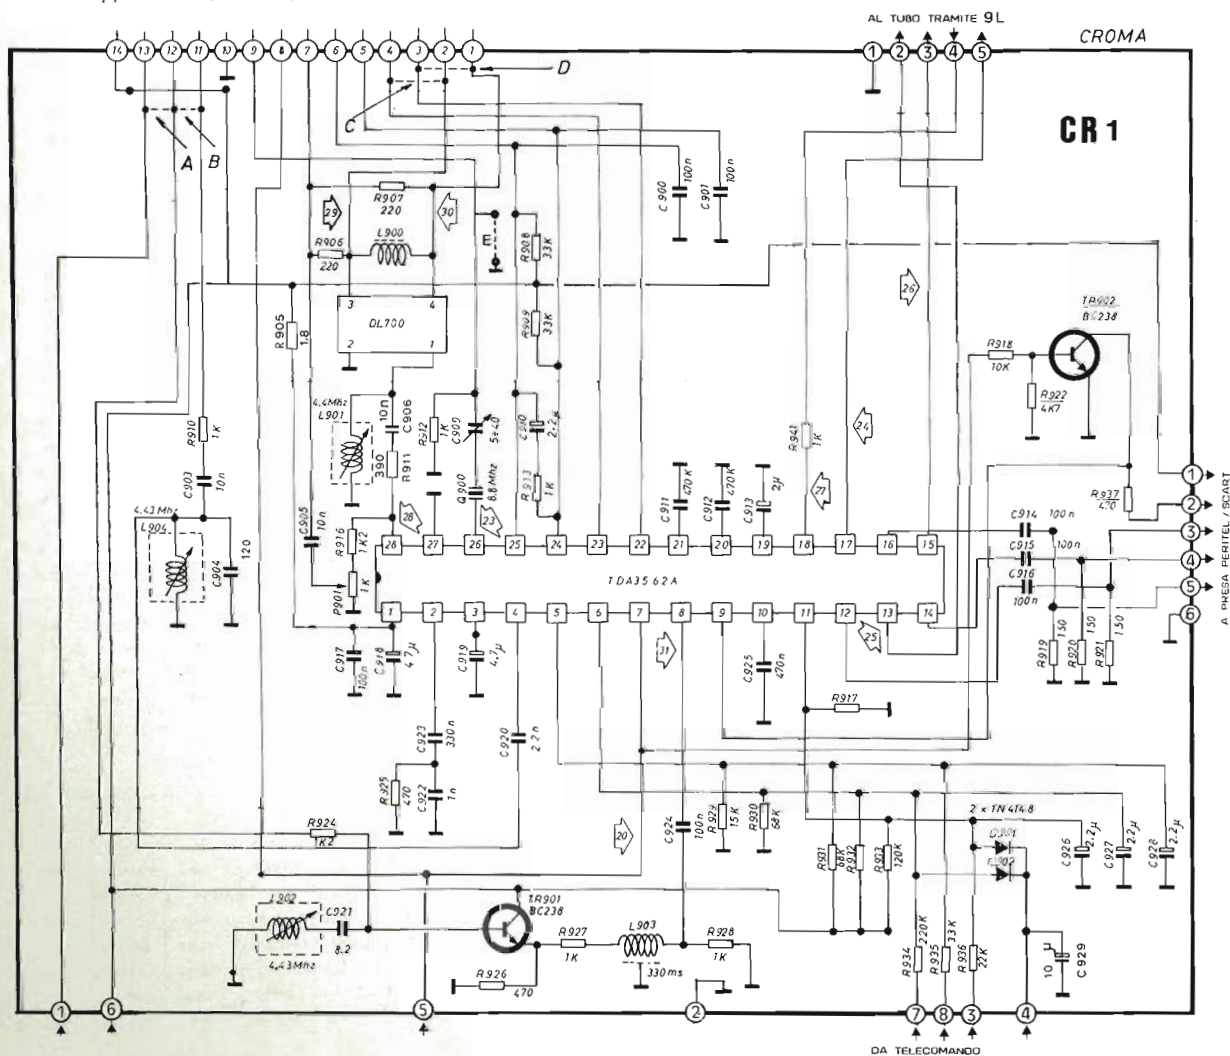 AL TUBO TRAMITE 9L
CROMA
14 13 12 11 10 9 8 7 6 5 4 3 2 1
1 2 3 4 5
CR 1
D
C
A
B
C900
100n
C901
100n
R907
220
29
30
L900
R906
220
E
R908
33K
26
TR902
BC238
3
4
DL700
2
1
R905
1.8
R909
33K
R918
10K
R922
4K7
4.4Mhz
L901
10n
C906
R912
1K
C909
5÷40
2.2µ
R910
1K
390
R911
R941
1K
24
Q900
8.8Mhz
1K
C903
10n
C911
470K
C912
470K
C913
2µ
27
R937
470
1
2
3
4
5
6
A PRESA PERITEL / SCART
4.43Mhz
L904
C905
10n
28
23
R916
1K2
C914
100n
C915
100n
C916
100n
28 27 26 25 24 23 22 21 20 19 18 17 16 15
C904
120
P901
1K
TDA3562A
1 2 3 4 5 6 7 8 9 10 11 12 13 14
C917
100n
C918
47µ
C919
4.7µ
31
C925
470n
25
R919
150
R920
150
R921
150
R917
C923
330n
C920
22n
R925
470
C922
1n
2 x 1N4148
R924
1K2
20
C924
100n
R929
15K
R930
68K
R931
68K
R932
R933
120K
D901
D902
C926
2.2µ
C927
2.2µ
C928
2.2µ
L902
C921
8.2
4.43Mhz
TR901
BC238
R927
1K
L903
330ms
R928
1K
R926
470
R934
220K
R935
33K
R936
22K
10 µ
C929
1
6
5
2
7
8
3
4
DA TELECOMANDO